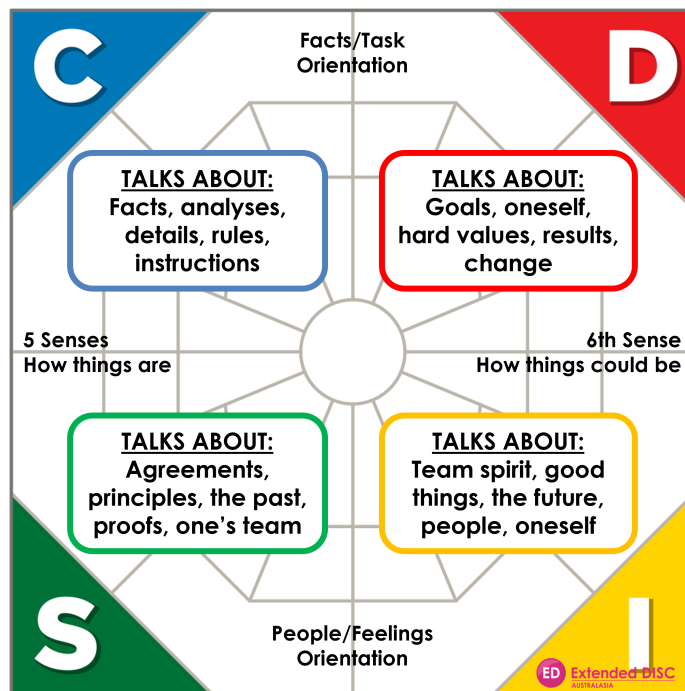 C
D
Facts/Task
Orientation
TALKS ABOUT:
Facts, analyses,
details, rules,
instructions
TALKS ABOUT:
Goals, oneself,
hard values, results,
change
5 Senses
How things are
6th Sense
How things could be
TALKS ABOUT:
Agreements,
principles, the past,
proofs, one’s team
TALKS ABOUT:
Team spirit, good
things, the future,
people, oneself
S
People/Feelings
Orientation
I
ED Extended DISC
AUSTRALASIA